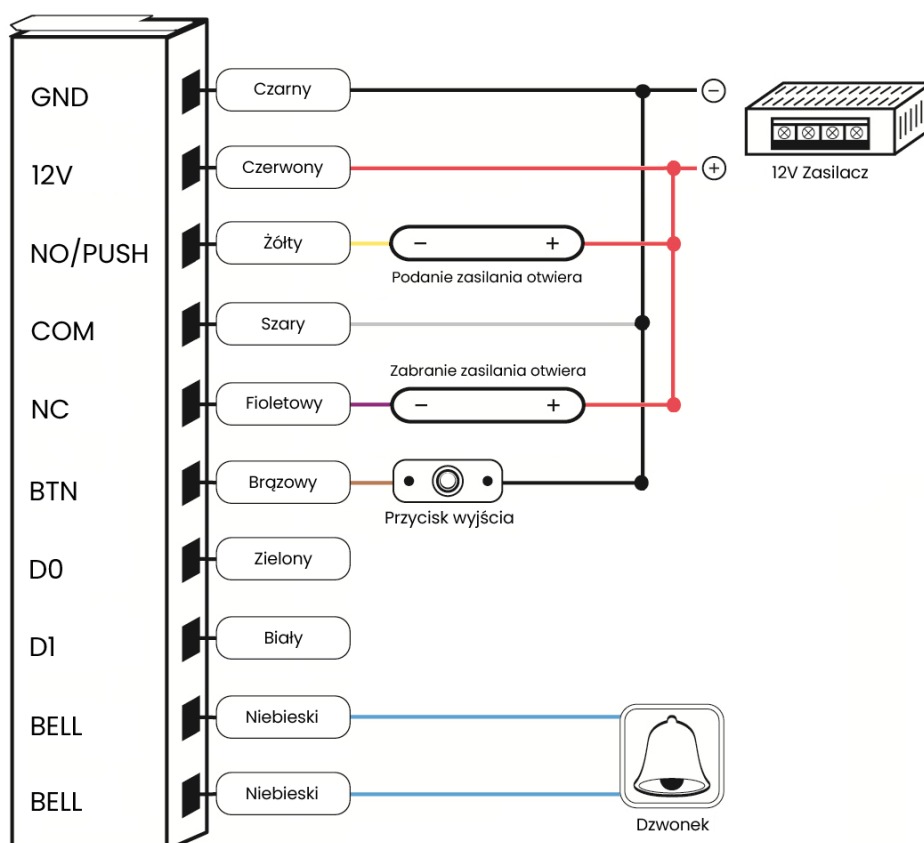 GND
Czarny
−
12V
Czerwony
+
12V Zasilacz
NO/PUSH
Żółty
− +
Podanie zasilania otwiera
COM
Szary
Zabranie zasilania otwiera
NC
Fioletowy
− +
BTN
Brązowy
Przycisk wyjścia
D0
Zielony
D1
Biały
BELL
Niebieski
BELL
Niebieski
Dzwonek